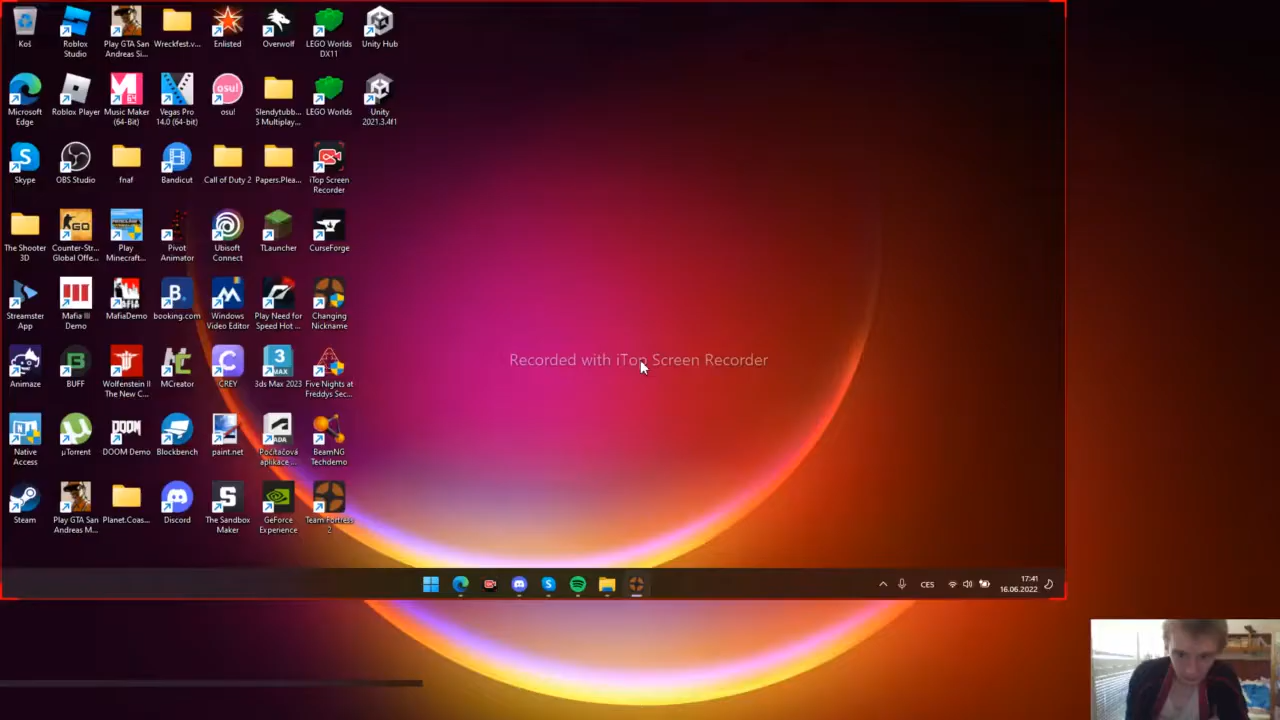 Koš
Roblox
Studio
Play GTA San
Andreas Si...
Wreckfest.v...
Enlisted
Overwolf
LEGO Worlds
DX11
Unity Hub
Microsoft
Edge
Roblox Player
Music Maker
(64-Bit)
Vegas Pro
14.0 (64-bit)
osu!
osu!
Slendytubb...
3 Multiplay...
LEGO Worlds
Unity
2021.3.4f1
Skype
OBS Studio
fnaf
Bandicut
Call of Duty 2
Papers.Plea...
iTop Screen
Recorder
The Shooter
3D
Counter-Str...
Global Offe...
Play
Minecraft...
Pivot
Animator
Ubisoft
Connect
TLauncher
CurseForge
Streamster
App
Mafia III
Demo
MafiaDemo
B.
booking.com
Windows
Video Editor
Play Need for
Speed Hot ...
Changing
Nickname
Recorded with iTop Screen Recorder
Animaze
BUFF
Wolfenstein II
The New C...
MCreator
CREY
3
MAX
3ds Max 2023
Five Nights at
Freddys Sec...
Native
Access
µTorrent
DOOM
DOOM Demo
Blockbench
paint.net
ADA
Počítačová
aplikace ...
BeamNG
Techdemo
Steam
Play GTA San
Andreas M...
Planet.Coas...
Discord
The Sandbox
Maker
GeForce
Experience
Team Fortress
2
CES
17:41
16.06.2022